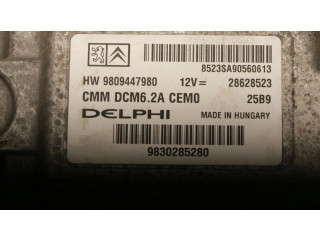 8523SA90560613
HW 9809447980 12V= 28628523
CMM DCM6.2A CEM0 25B9
DELPHI MADE IN HUNGARY
9830285280